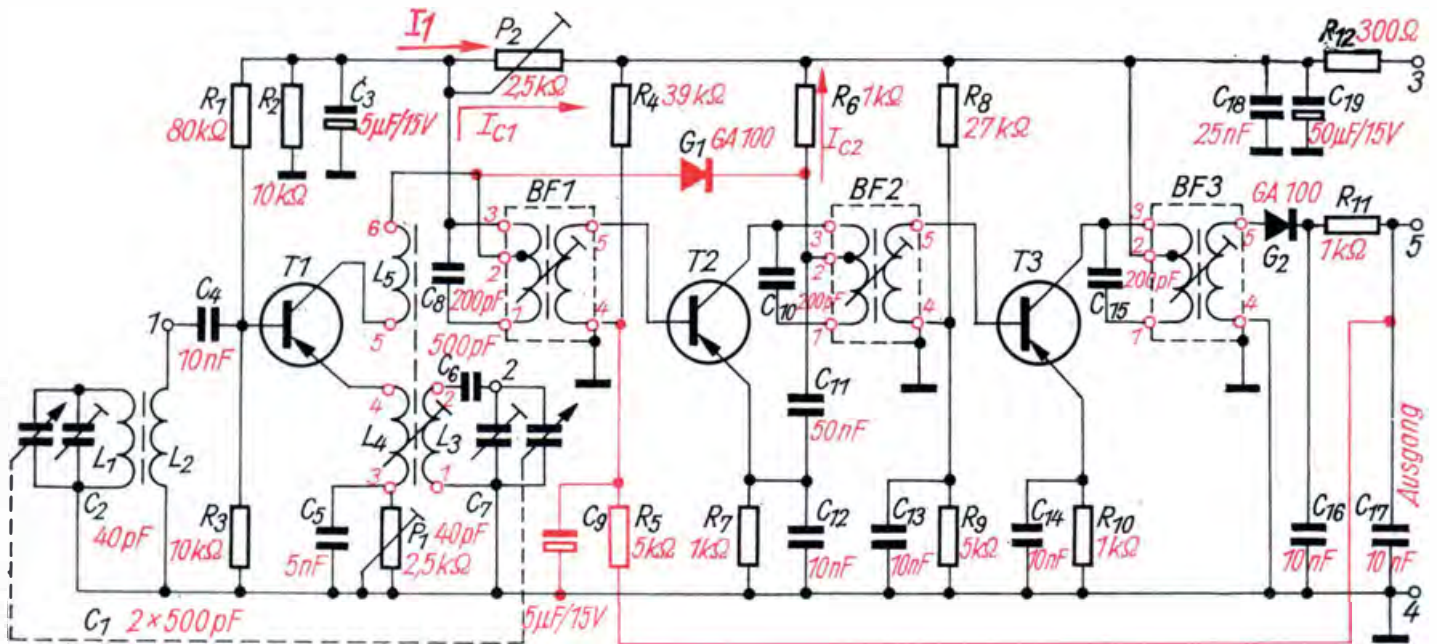 I1
P2
2,5kΩ
R12 300Ω
3
R1
80kΩ
R2
10kΩ
C3
5µF/15V
IC1
R4 39kΩ
R6 1kΩ
IC2
R8
27kΩ
C18
25nF
C19
50µF/15V
G1 GA100
BF1
BF2
BF3
GA 100
G2
R11
1kΩ
5
6
L5
5
3
2
1
5
4
C8
200pF
T1
T2
T3
3
2
1
5
4
C10
200pF
3
2
1
5
4
C15
200pF
1
C4
10nF
500pF
C6
2
4
L4
3
2
L3
1
C11
50nF
L1
L2
C2
40pF
R3
10kΩ
C5
5nF
P1
2,5kΩ
C7
40pF
C9
5µF/15V
R5
5kΩ
R7
1kΩ
C12
10nF
C13
10nF
R9
5kΩ
C14
10nF
R10
1kΩ
C16
10nF
C17
10nF
Ausgang
4
C1 2×500pF